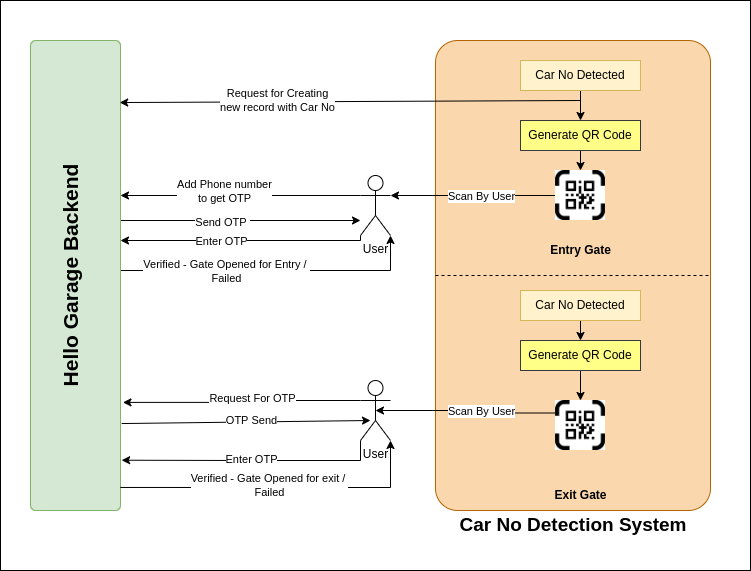 Hello Garage Backend
Car No Detected
Request for Creating
new record with Car No
Generate QR Code
Add Phone number
to get OTP
Scan By User
Send OTP
Enter OTP
User
Entry Gate
Verified - Gate Opened for Entry /
Failed
Car No Detected
Generate QR Code
Request For OTP
Scan By User
OTP Send
Enter OTP
User
Verified - Gate Opened for exit /
Failed
Exit Gate
Car No Detection System